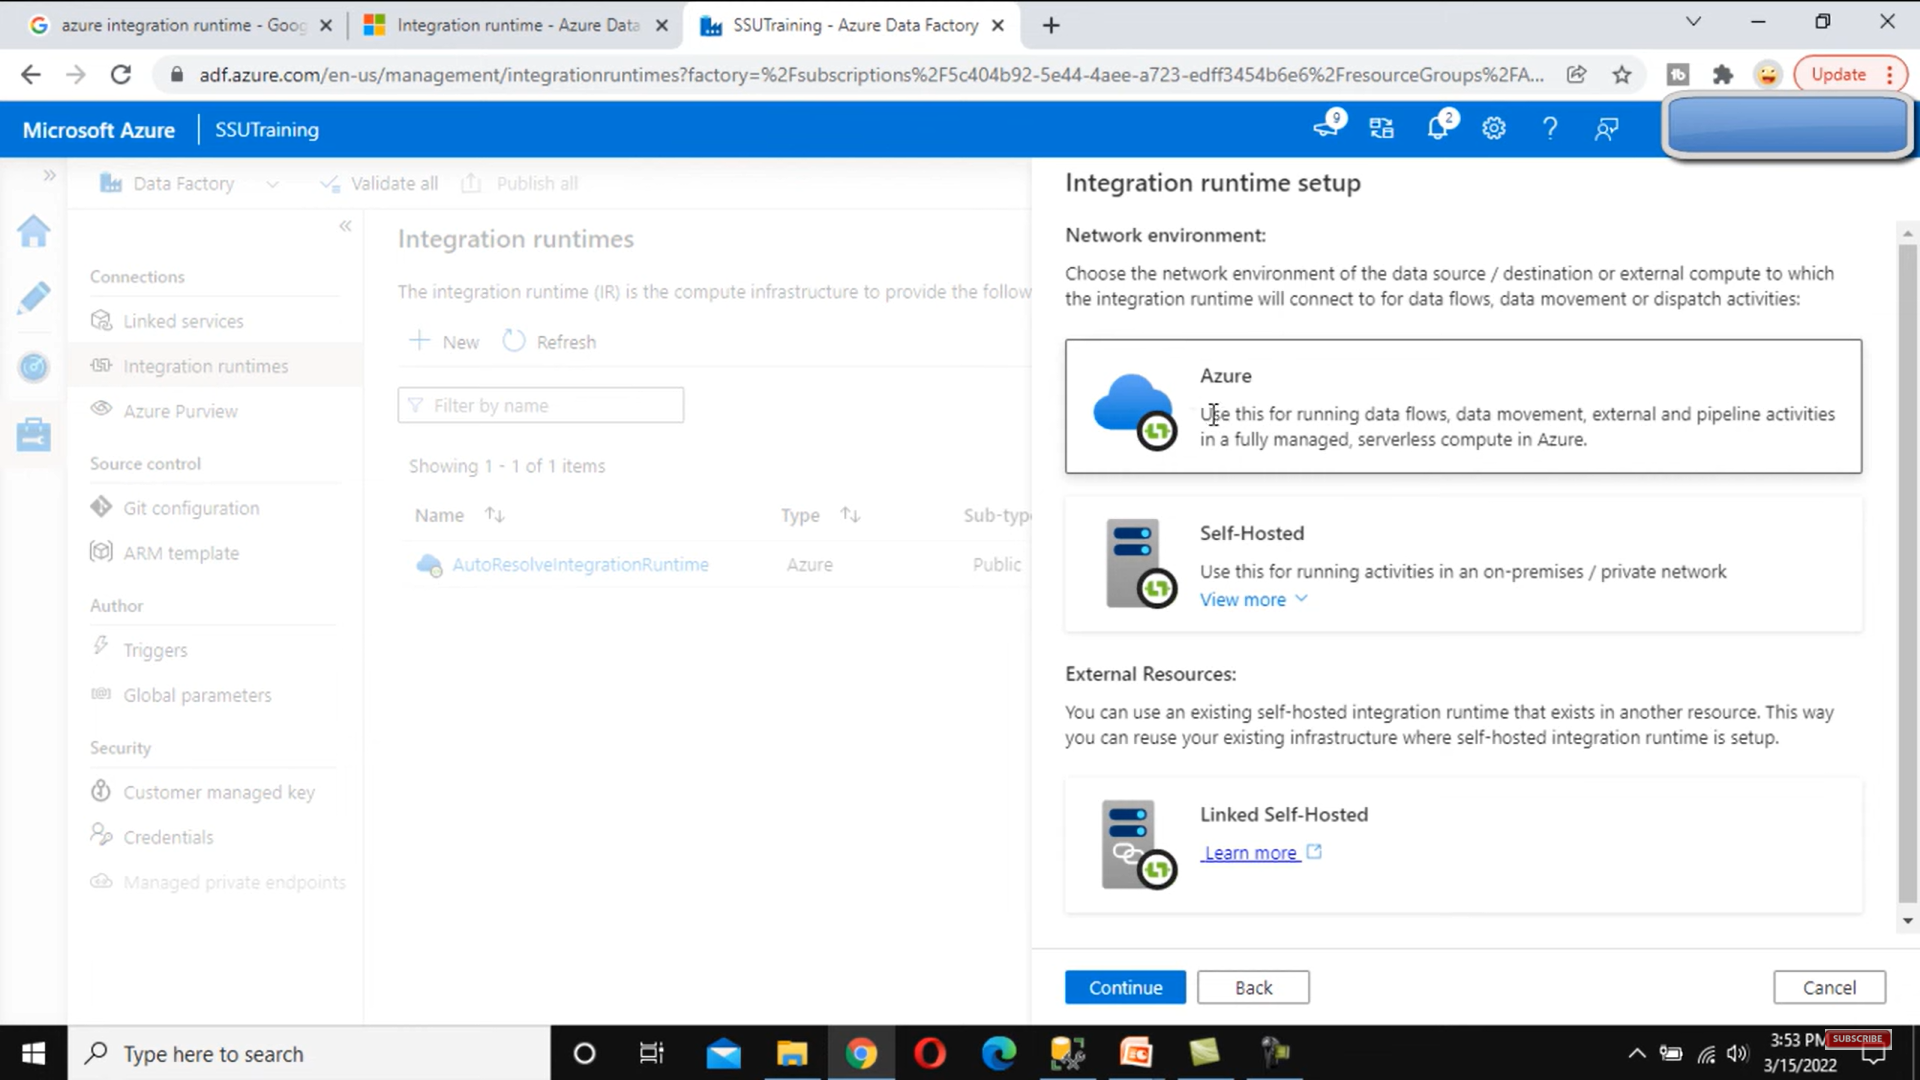 azure integration runtime - Goog
Integration runtime - Azure Data
SSUTraining - Azure Data Factory
adf.azure.com/en-us/management/integrationruntimes?factory=%2Fsubscriptions%2F5c404b92-5e44-4aee-a723-edff3454b6e6%2FresourceGroups%2FA...
Update
Microsoft Azure
SSUTraining
9
2
Data Factory
Validate all
Publish all
Connections
Linked services
Integration runtimes
Azure Purview
Source control
Git configuration
ARM template
Author
Triggers
Global parameters
Security
Customer managed key
Credentials
Managed private endpoints
Integration runtimes
The integration runtime (IR) is the compute infrastructure to provide the follow
New
Refresh
Filter by name
Showing 1 - 1 of 1 items
Name
Type
Sub-type
AutoResolveIntegrationRuntime
Azure
Public
Integration runtime setup
Network environment:
Choose the network environment of the data source / destination or external compute to which
the integration runtime will connect to for data flows, data movement or dispatch activities:
Azure
Use this for running data flows, data movement, external and pipeline activities
in a fully managed, serverless compute in Azure.
Self-Hosted
Use this for running activities in an on-premises / private network
View more
External Resources:
You can use an existing self-hosted integration runtime that exists in another resource. This way
you can reuse your existing infrastructure where self-hosted integration runtime is setup.
Linked Self-Hosted
Learn more
Continue
Back
Cancel
Type here to search
3:53 PM
SUBSCRIBE
3/15/2022